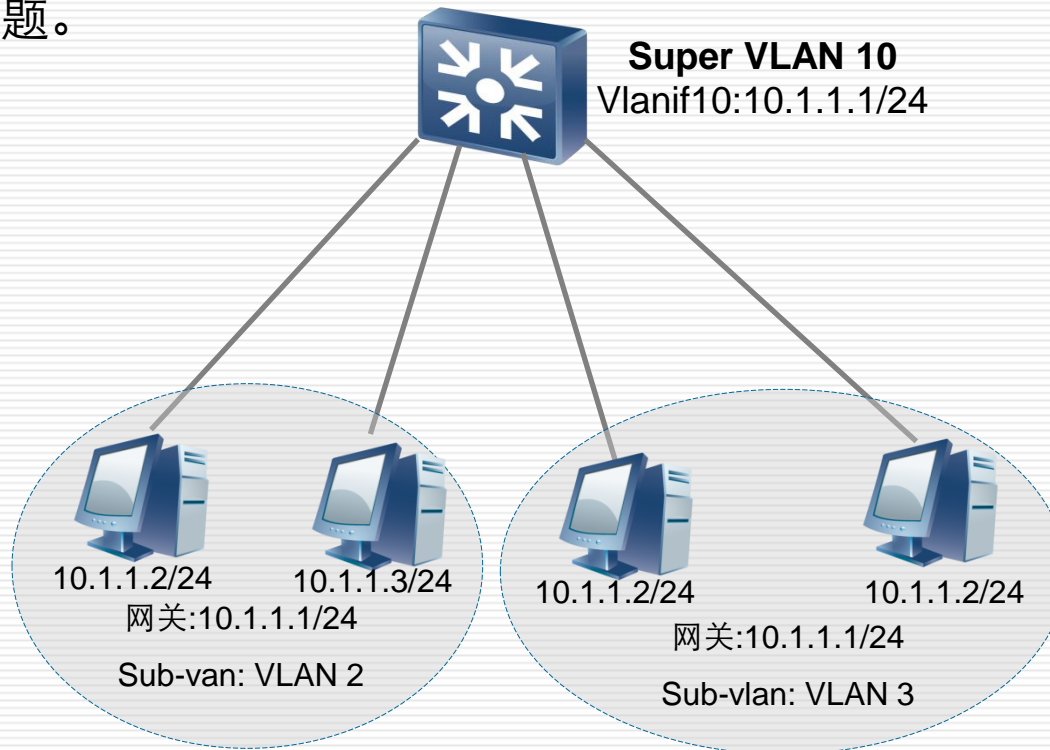 题。
Super VLAN 10
Vlanif10:10.1.1.1/24
10.1.1.2/24
10.1.1.3/24
网关:10.1.1.1/24
Sub-van: VLAN 2
10.1.1.2/24
10.1.1.2/24
网关:10.1.1.1/24
Sub-vlan: VLAN 3